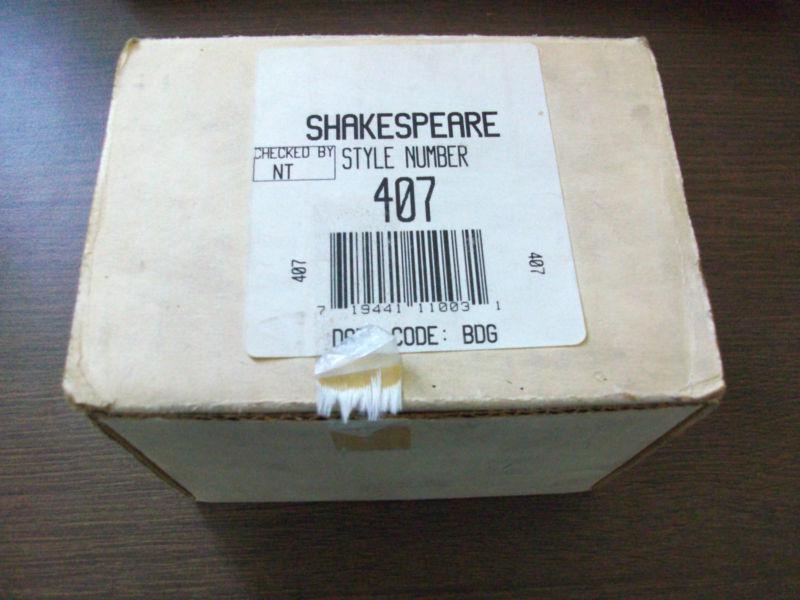 SHAKESPEARE
CHECKED BY
NT
STYLE NUMBER
407
407
407
7 19441 11003 1
CODE: BDG